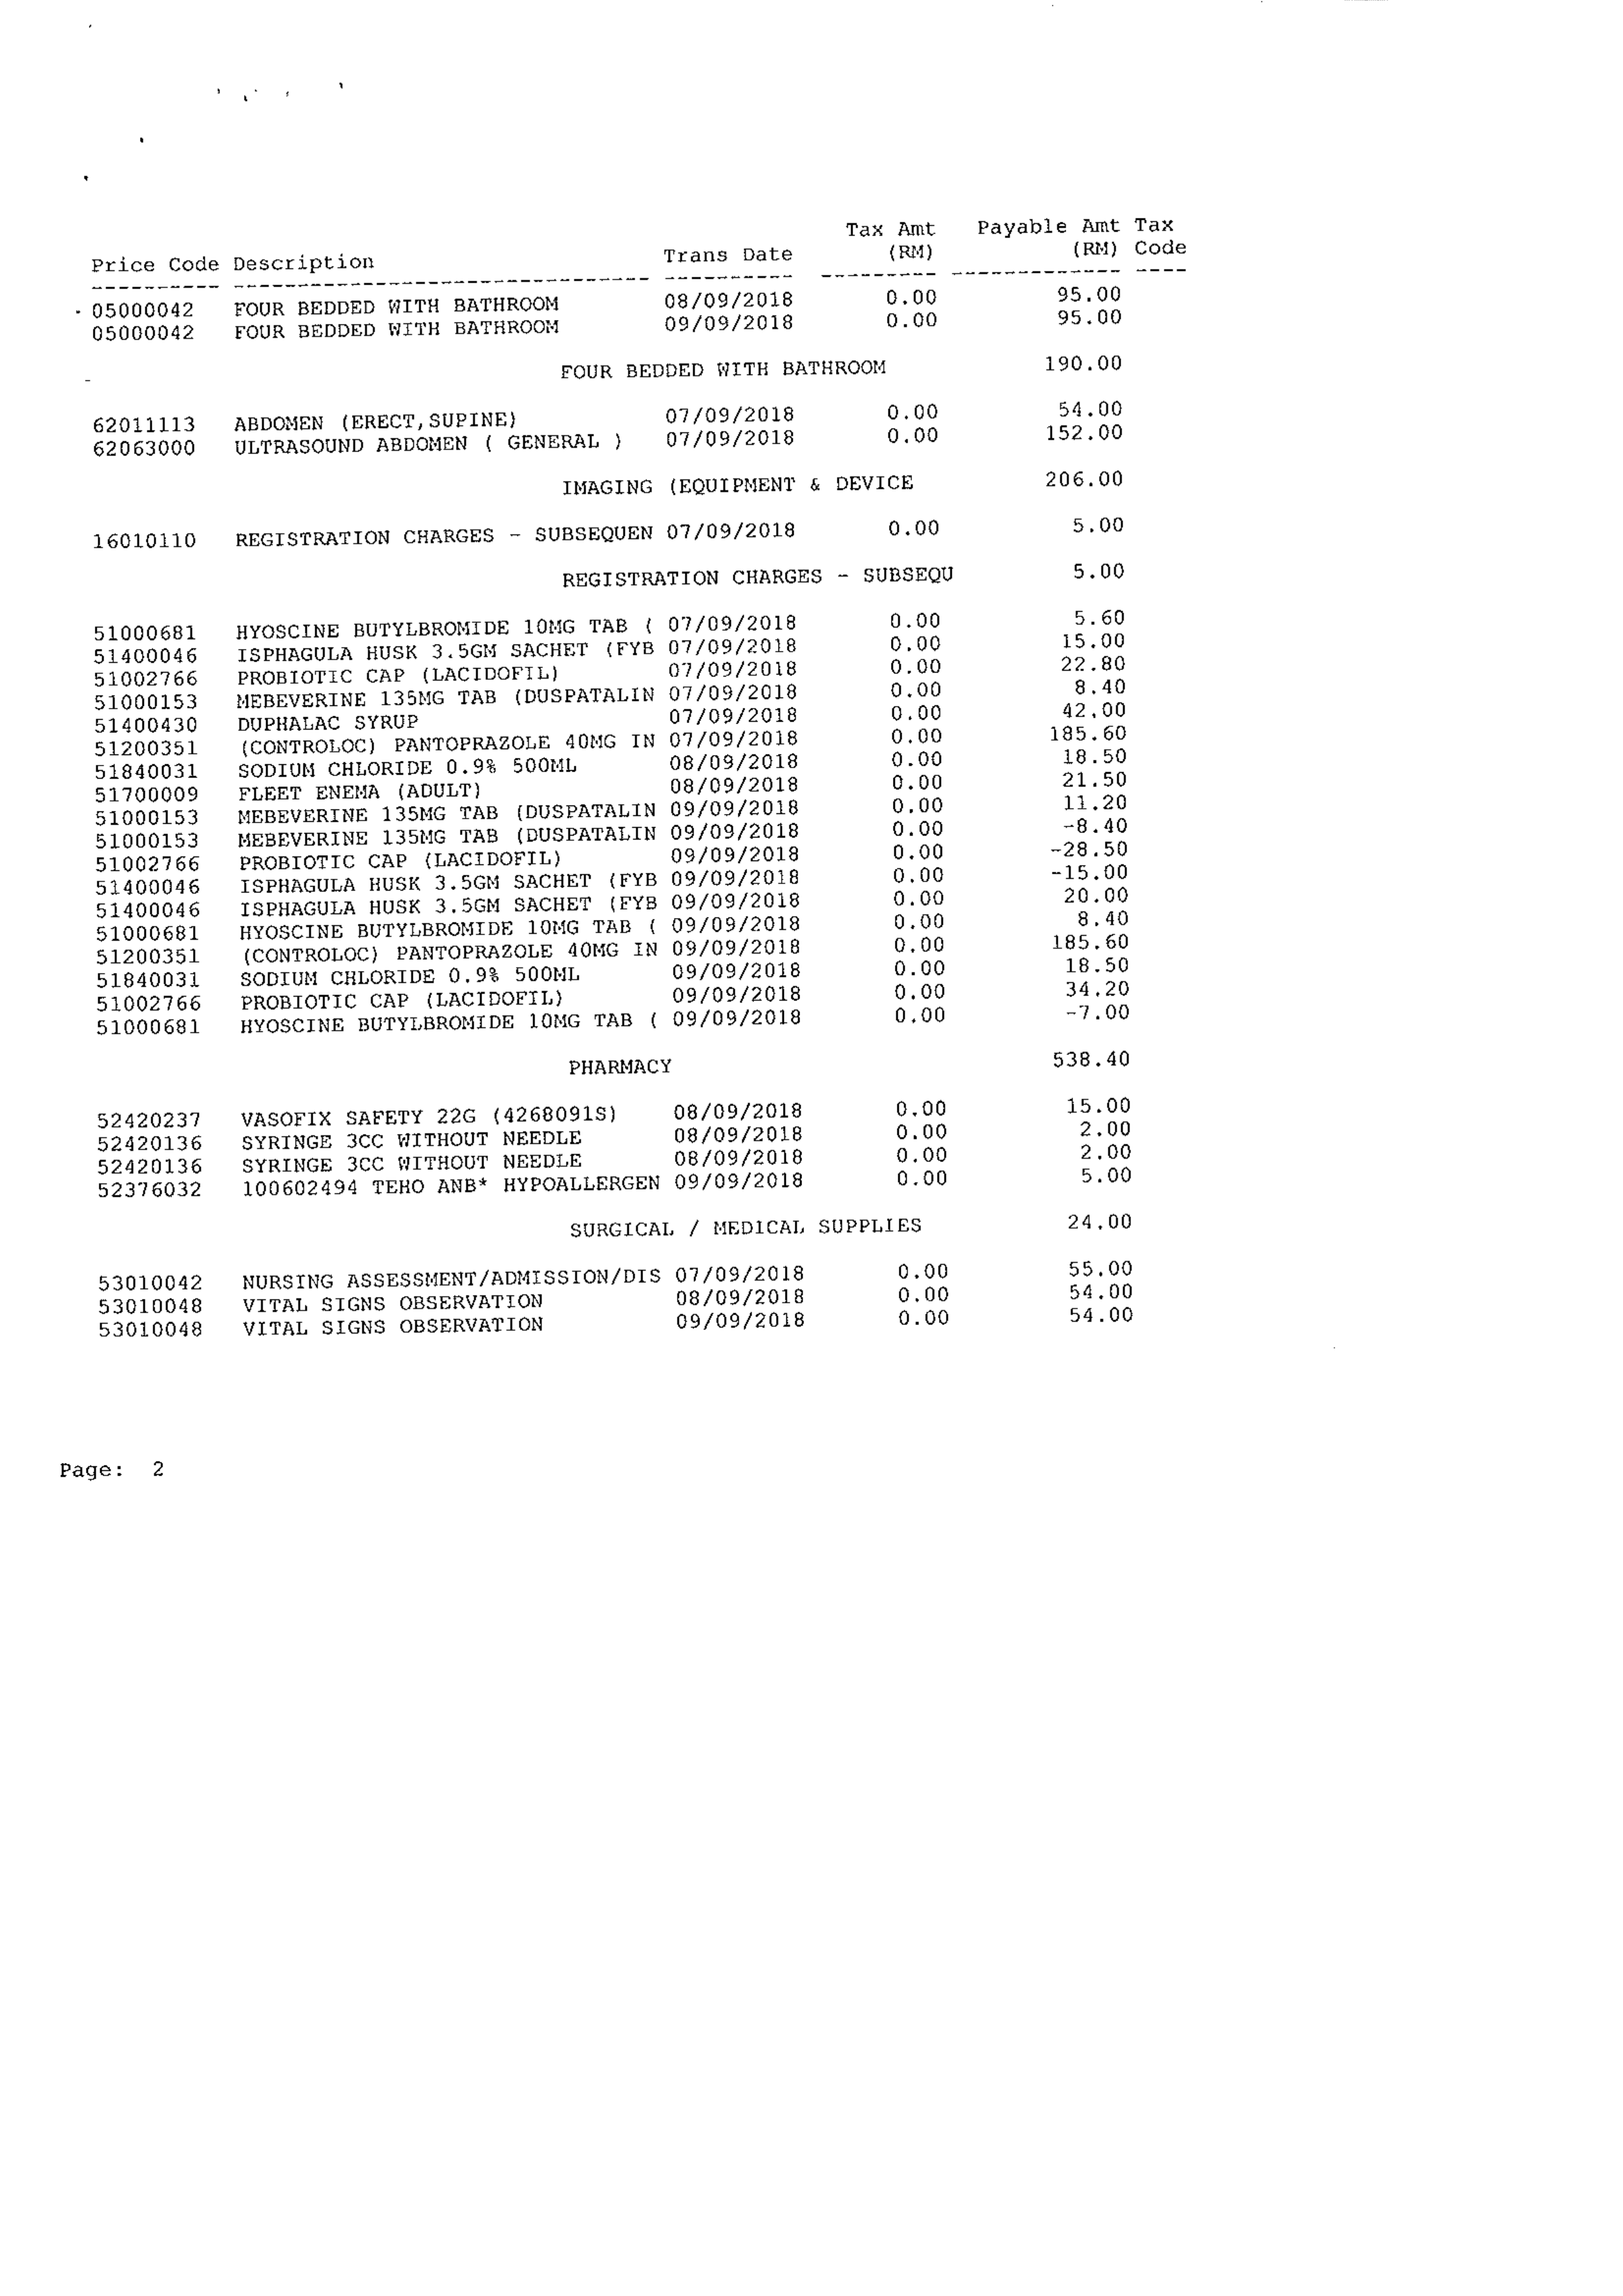 Tax Amt Payable Amt Tax
Price Code Description Trans Date (RM) (RM) Code
---------- -------------------------------- ---------- --------- ------------- ----
05000042 FOUR BEDDED WITH BATHROOM 08/09/2018 0.00 95.00
05000042 FOUR BEDDED WITH BATHROOM 09/09/2018 0.00 95.00
FOUR BEDDED WITH BATHROOM 190.00
62011113 ABDOMEN (ERECT,SUPINE) 07/09/2018 0.00 54.00
62063000 ULTRASOUND ABDOMEN ( GENERAL ) 07/09/2018 0.00 152.00
IMAGING (EQUIPMENT & DEVICE 206.00
16010110 REGISTRATION CHARGES - SUBSEQUEN 07/09/2018 0.00 5.00
REGISTRATION CHARGES - SUBSEQU 5.00
51000681 HYOSCINE BUTYLBROMIDE 10MG TAB ( 07/09/2018 0.00 5.60
51400046 ISPHAGULA HUSK 3.5GM SACHET (FYB 07/09/2018 0.00 15.00
51002766 PROBIOTIC CAP (LACIDOFIL) 07/09/2018 0.00 22.80
51000153 MEBEVERINE 135MG TAB (DUSPATALIN 07/09/2018 0.00 8.40
51400430 DUPHALAC SYRUP 07/09/2018 0.00 42.00
51200351 (CONTROLOC) PANTOPRAZOLE 40MG IN 07/09/2018 0.00 185.60
51840031 SODIUM CHLORIDE 0.9% 500ML 08/09/2018 0.00 18.50
51700009 FLEET ENEMA (ADULT) 08/09/2018 0.00 21.50
51000153 MEBEVERINE 135MG TAB (DUSPATALIN 09/09/2018 0.00 11.20
51000153 MEBEVERINE 135MG TAB (DUSPATALIN 09/09/2018 0.00 -8.40
51002766 PROBIOTIC CAP (LACIDOFIL) 09/09/2018 0.00 -28.50
51400046 ISPHAGULA HUSK 3.5GM SACHET (FYB 09/09/2018 0.00 -15.00
51400046 ISPHAGULA HUSK 3.5GM SACHET (FYB 09/09/2018 0.00 20.00
51000681 HYOSCINE BUTYLBROMIDE 10MG TAB ( 09/09/2018 0.00 8.40
51200351 (CONTROLOC) PANTOPRAZOLE 40MG IN 09/09/2018 0.00 185.60
51840031 SODIUM CHLORIDE 0.9% 500ML 09/09/2018 0.00 18.50
51002766 PROBIOTIC CAP (LACIDOFIL) 09/09/2018 0.00 34.20
51000681 HYOSCINE BUTYLBROMIDE 10MG TAB ( 09/09/2018 0.00 -7.00
PHARMACY 538.40
52420237 VASOFIX SAFETY 22G (4268091S) 08/09/2018 0.00 15.00
52420136 SYRINGE 3CC WITHOUT NEEDLE 08/09/2018 0.00 2.00
52420136 SYRINGE 3CC WITHOUT NEEDLE 08/09/2018 0.00 2.00
52376032 100602494 TEHO ANB* HYPOALLERGEN 09/09/2018 0.00 5.00
SURGICAL / MEDICAL SUPPLIES 24.00
53010042 NURSING ASSESSMENT/ADMISSION/DIS 07/09/2018 0.00 55.00
53010048 VITAL SIGNS OBSERVATION 08/09/2018 0.00 54.00
53010048 VITAL SIGNS OBSERVATION 09/09/2018 0.00 54.00
Page: 2